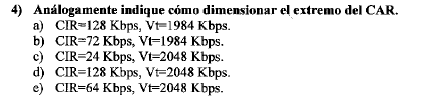 4) Análogamente indique cómo dimensionar el extremo del CAR.
a) CIR=128 Kbps, Vt=1984 Kbps.
b) CIR=72 Kbps, Vt=1984 Kbps.
c) CIR=24 Kbps, Vt=2048 Kbps.
d) CIR=128 Kbps, Vt=2048 Kbps.
e) CIR=64 Kbps, Vt=2048 Kbps.